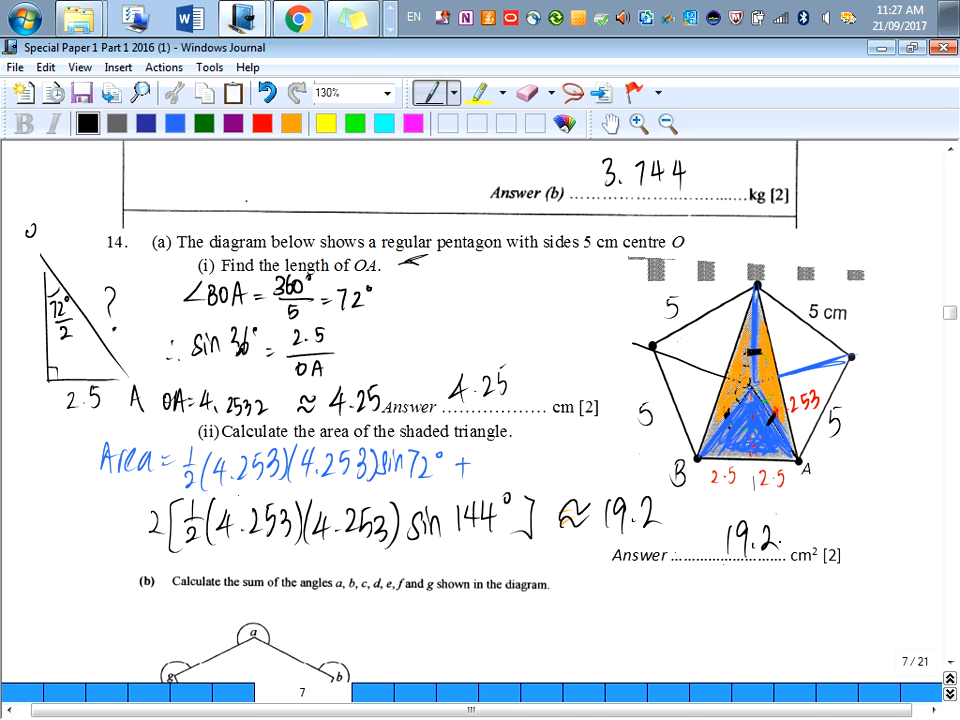 EN
11:27 AM
21/09/2017
Special Paper 1 Part 1 2016 (1) - Windows Journal
File Edit View Insert Actions Tools Help
130%
B I
3.744
Answer (b) ........................ kg [2]
14. (a) The diagram below shows a regular pentagon with sides 5 cm centre O
(i) Find the length of OA.
O
72°
2
?
2.5 A
∠BOA = 360°/5 = 72°
∴ sin 36° = 2.5/OA
OA = 4.2532 ≈ 4.25
4.25
Answer .................... cm [2]
5
5 cm
5
5
4.253
B
2.5
2.5
A
(ii) Calculate the area of the shaded triangle.
Area = 1/2 (4.253)(4.253) sin 72° +
2[1/2 (4.253)(4.253) sin 144°] ≈ 19.2
19.2
Answer .......................... cm² [2]
(b) Calculate the sum of the angles a, b, c, d, e, f and g shown in the diagram.
a
g
b
7 / 21
7